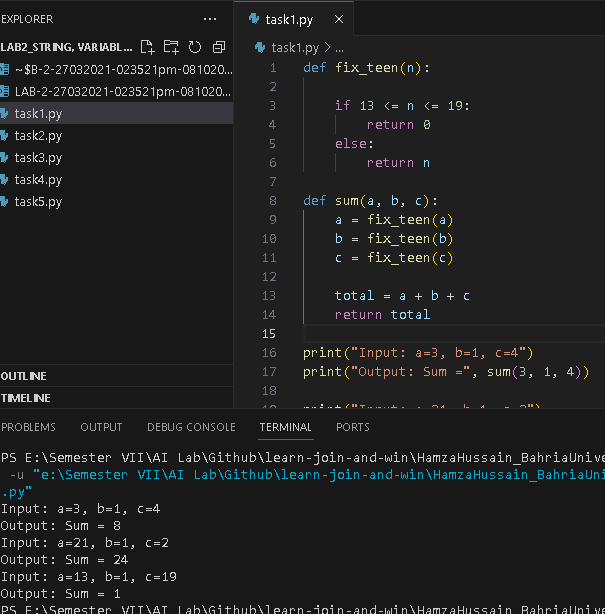 EXPLORER
...
LAB2_STRING, VARIABL...
~$B-2-27032021-023521pm-081020...
LAB-2-27032021-023521pm-081020...
task1.py
task2.py
task3.py
task4.py
task5.py
OUTLINE
TIMELINE
task1.py
task1.py > ...
1 def fix_teen(n):
2
3 if 13 <= n <= 19:
4 return 0
5 else:
6 return n
7
8 def sum(a, b, c):
9 a = fix_teen(a)
10 b = fix_teen(b)
11 c = fix_teen(c)
12
13 total = a + b + c
14 return total
15
16 print("Input: a=3, b=1, c=4")
17 print("Output: Sum =", sum(3, 1, 4))
18
PROBLEMS OUTPUT DEBUG CONSOLE TERMINAL PORTS
PS E:\Semester VII\AI Lab\Github\learn-join-and-win\HamzaHussain_BahriaUnive
-u "e:\Semester VII\AI Lab\Github\learn-join-and-win\HamzaHussain_BahriaUni
.py"
Input: a=3, b=1, c=4
Output: Sum = 8
Input: a=21, b=1, c=2
Output: Sum = 24
Input: a=13, b=1, c=19
Output: Sum = 1
PS E:\Semester VII\AI Lab\Github\learn-join-and-win\HamzaHussain_BahriaUnive